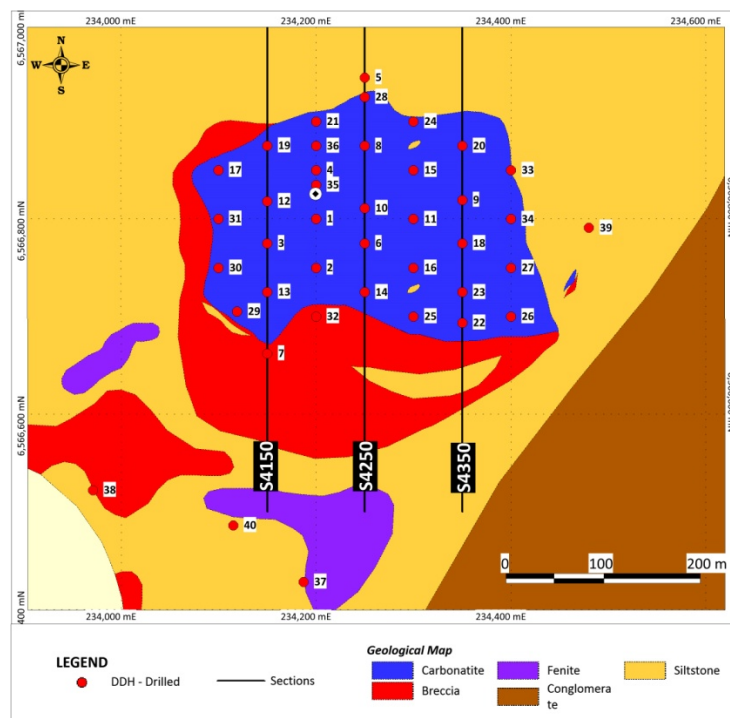 234,000 mE 234,200 mE 234,400 mE 234,600 mE
6,567,000 mN
N
W E
S
5
28
21 24
19 36 8 20
17 4 15 33
35
12 10 9
31 1 11 34
39
3 6 18
30 2 16 27
13 14 23
29 32 25 22 26
7
6,566,800 mN
6,566,600 mN
S4150 S4250 S4350
38
40
37
0 100 200 m
400 mN
234,000 mE 234,200 mE 234,400 mE
LEGEND
DDH - Drilled
Sections
Geological Map
Carbonatite Fenite Siltstone
Breccia Conglomera
te